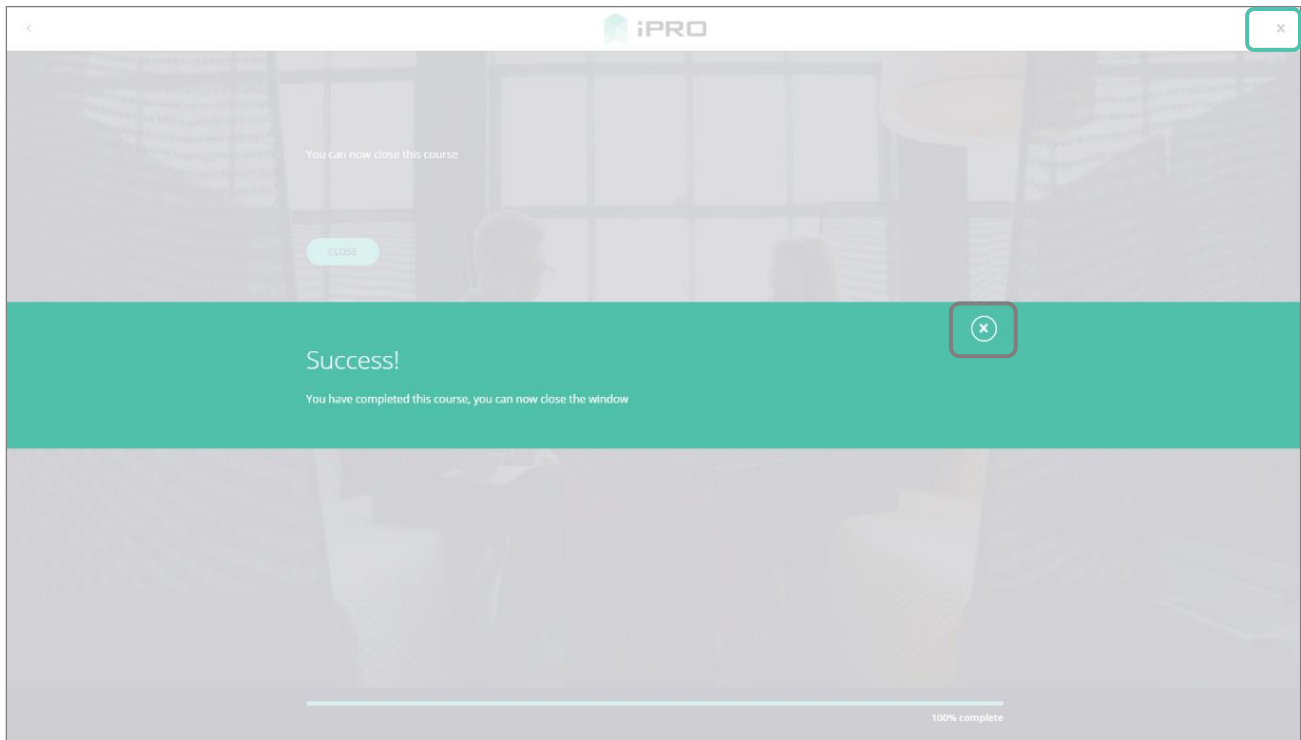 iPRO
You can now close this course
CLOSE
Success!
You have completed this course, you can now close the window
100% complete